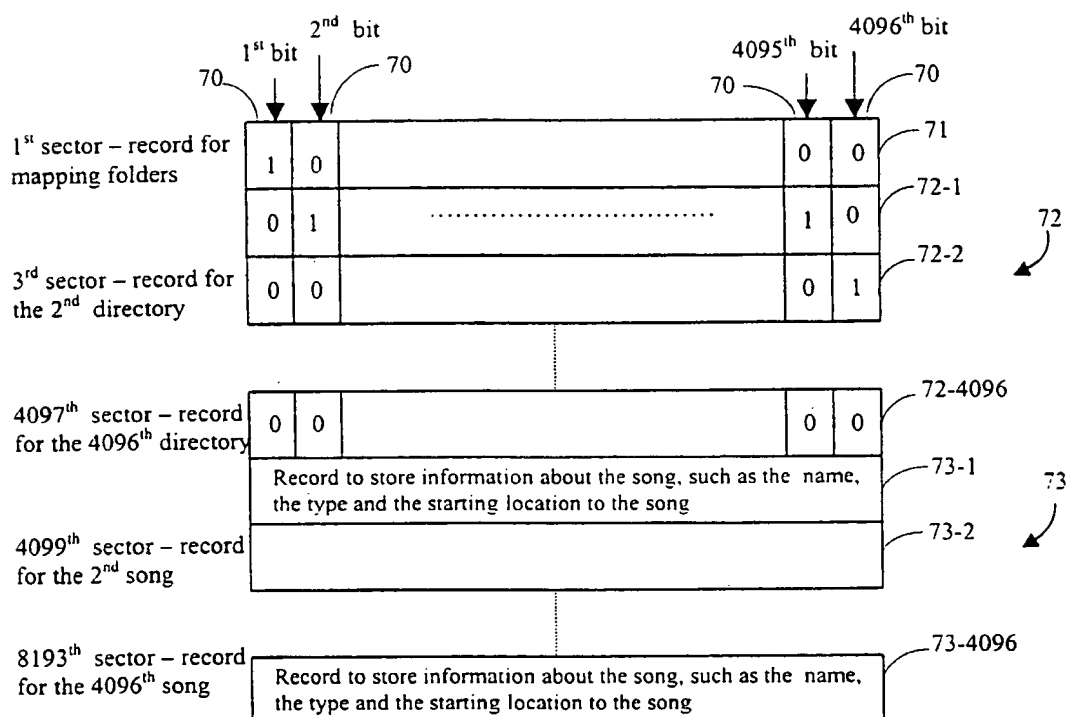 1st bit
2nd bit
4095th bit
4096th bit
70
70
70
70
1st sector – record for
mapping folders
1 0 0 0
71
0 1 ........................................ 1 0
72-1
3rd sector – record for
the 2nd directory
0 0 0 1
72-2
72
4097th sector – record
for the 4096th directory
0 0 0 0
72-4096
Record to store information about the song, such as the name,
the type and the starting location to the song
73-1
73
4099th sector – record
for the 2nd song
73-2
8193th sector – record
for the 4096th song
Record to store information about the song, such as the name,
the type and the starting location to the song
73-4096